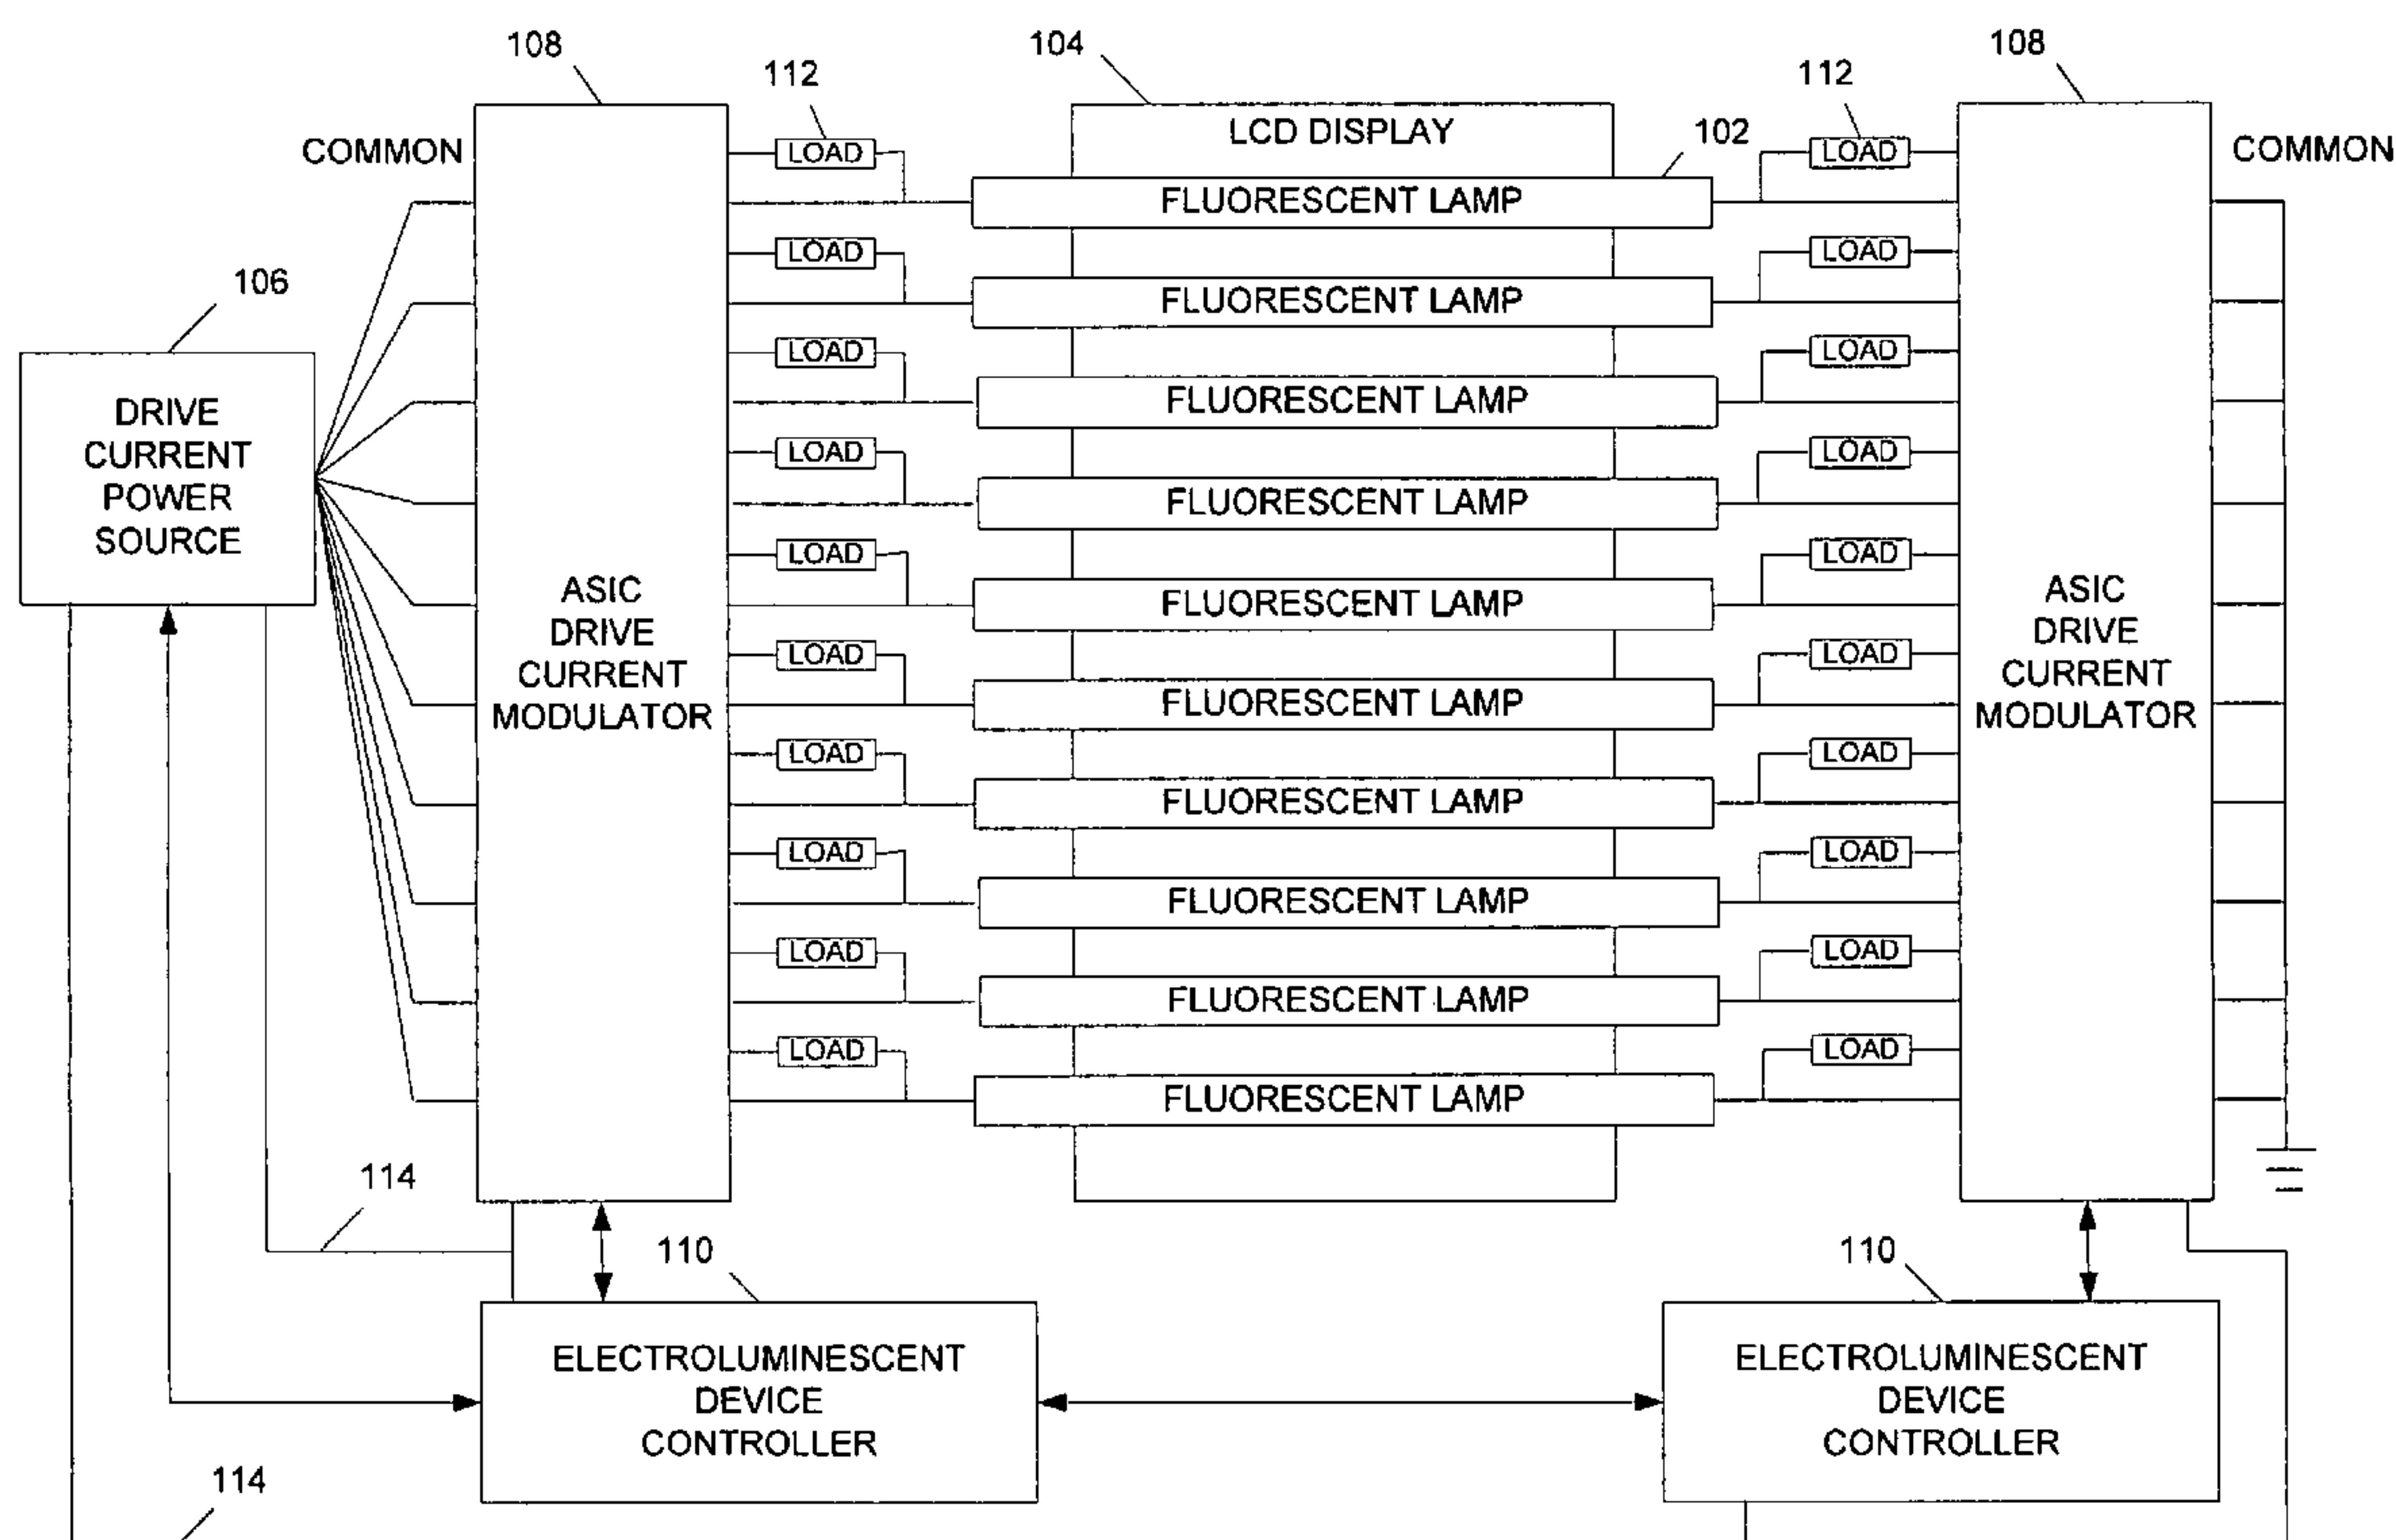 108
104
108
112
112
LCD DISPLAY
102
COMMON
LOAD
LOAD
COMMON
FLUORESCENT LAMP
LOAD
LOAD
106
FLUORESCENT LAMP
LOAD
LOAD
FLUORESCENT LAMP
DRIVE
CURRENT
POWER
SOURCE
LOAD
LOAD
FLUORESCENT LAMP
LOAD
LOAD
FLUORESCENT LAMP
ASIC
DRIVE
CURRENT
MODULATOR
ASIC
DRIVE
CURRENT
MODULATOR
LOAD
LOAD
FLUORESCENT LAMP
LOAD
LOAD
FLUORESCENT LAMP
LOAD
LOAD
FLUORESCENT LAMP
LOAD
LOAD
FLUORESCENT LAMP
LOAD
LOAD
FLUORESCENT LAMP
114
110
110
ELECTROLUMINESCENT
DEVICE
CONTROLLER
ELECTROLUMINESCENT
DEVICE
CONTROLLER
114